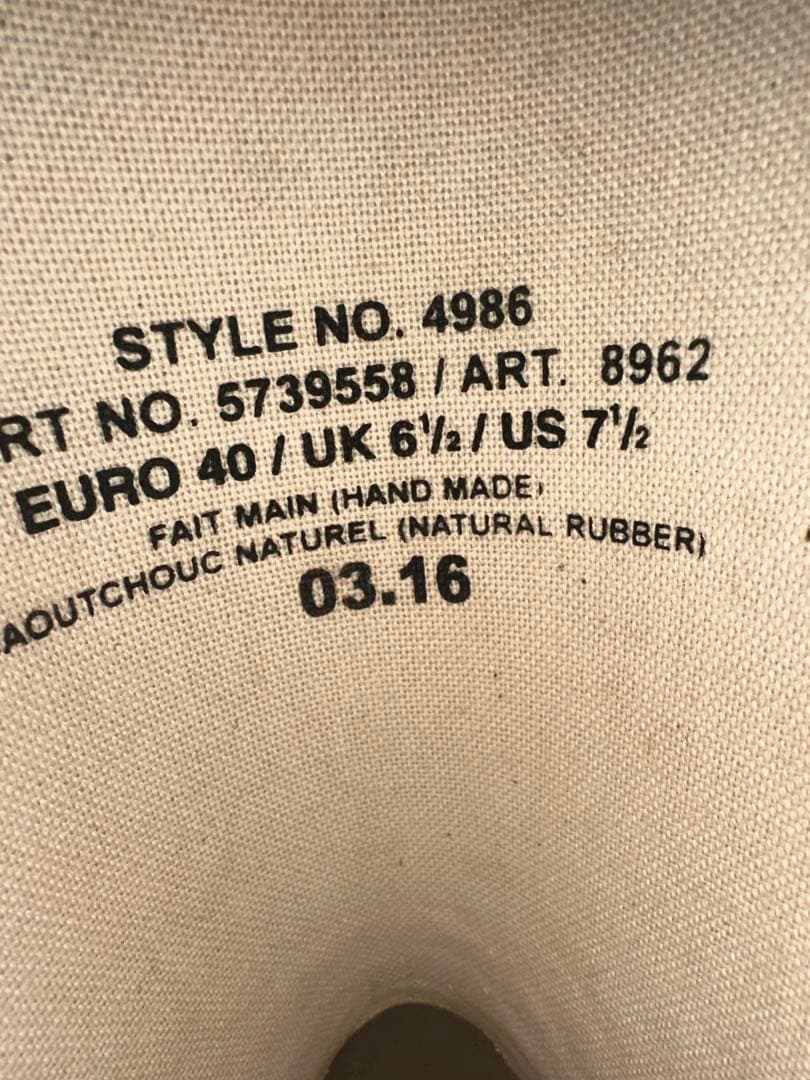 STYLE NO. 4986
RT NO. 5739558 / ART. 8962
EURO 40 / UK 6½ / US 7½
FAIT MAIN (HAND MADE)
AOUTCHOUC NATUREL (NATURAL RUBBER)
03.16